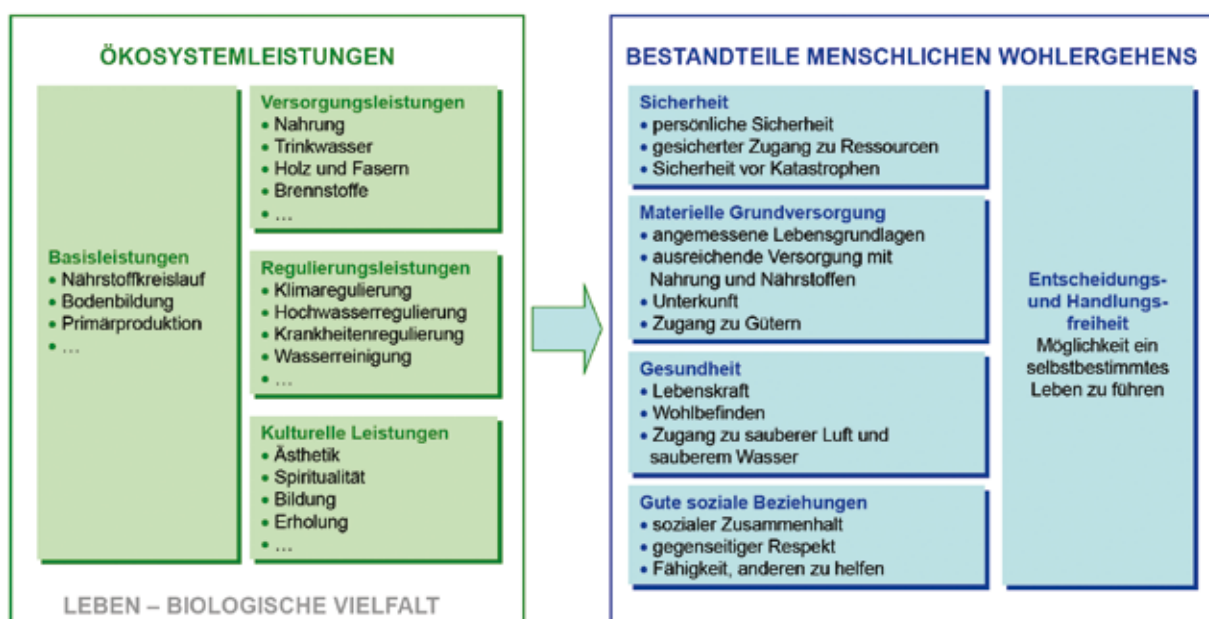 ÖKOSYSTEMLEISTUNGEN
Basisleistungen
• Nährstoffkreislauf
• Bodenbildung
• Primärproduktion
• ...
Versorgungsleistungen
• Nahrung
• Trinkwasser
• Holz und Fasern
• Brennstoffe
• ...
Regulierungsleistungen
• Klimaregulierung
• Hochwasserregulierung
• Krankheitenregulierung
• Wasserreinigung
• ...
Kulturelle Leistungen
• Ästhetik
• Spiritualität
• Bildung
• Erholung
• ...
LEBEN – BIOLOGISCHE VIELFALT
BESTANDTEILE MENSCHLICHEN WOHLERGEHENS
Sicherheit
• persönliche Sicherheit
• gesicherter Zugang zu Ressourcen
• Sicherheit vor Katastrophen
Materielle Grundversorgung
• angemessene Lebensgrundlagen
• ausreichende Versorgung mit
Nahrung und Nährstoffen
• Unterkunft
• Zugang zu Gütern
Gesundheit
• Lebenskraft
• Wohlbefinden
• Zugang zu sauberer Luft und
sauberem Wasser
Gute soziale Beziehungen
• sozialer Zusammenhalt
• gegenseitiger Respekt
• Fähigkeit, anderen zu helfen
Entscheidungs-
und Handlungs-
freiheit
Möglichkeit ein
selbstbestimmtes
Leben zu führen